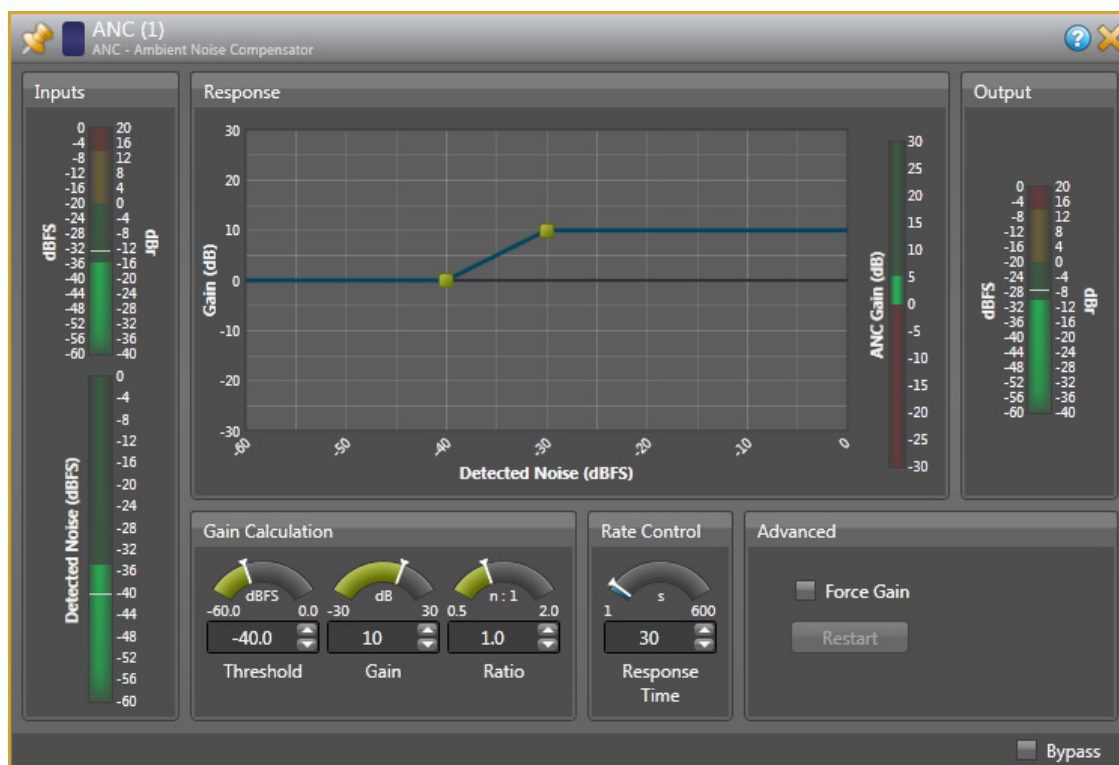 ANC (1)
ANC - Ambient Noise Compensator
Inputs
0 20
-4 16
-8 12
-12 8
-16 4
-20 0
-24 -4
-28 -8
-32 -12
-36 -16
-40 -20
-44 -24
-48 -28
-52 -32
-56 -36
-60 -40
dBFS
dBr
0
-4
-8
-12
-16
-20
-24
-28
-32
-36
-40
-44
-48
-52
-56
-60
Detected Noise (dBFS)
Response
30
20
10
0
-10
-20
-30
Gain (dB)
-60 -50 -40 -30 -20 -10 0
Detected Noise (dBFS)
30
25
20
15
10
5
0
-5
-10
-15
-20
-25
-30
ANC Gain (dB)
Output
0 20
-4 16
-8 12
-12 8
-16 4
-20 0
-24 -4
-28 -8
-32 -12
-36 -16
-40 -20
-44 -24
-48 -28
-52 -32
-56 -36
-60 -40
dBFS
dBr
Gain Calculation
dBFS
-60.0 0.0
-40.0
Threshold
dB
-30 30
10
Gain
n : 1
0.5 2.0
1.0
Ratio
Rate Control
s
1 600
30
Response
Time
Advanced
Force Gain
Restart
Bypass